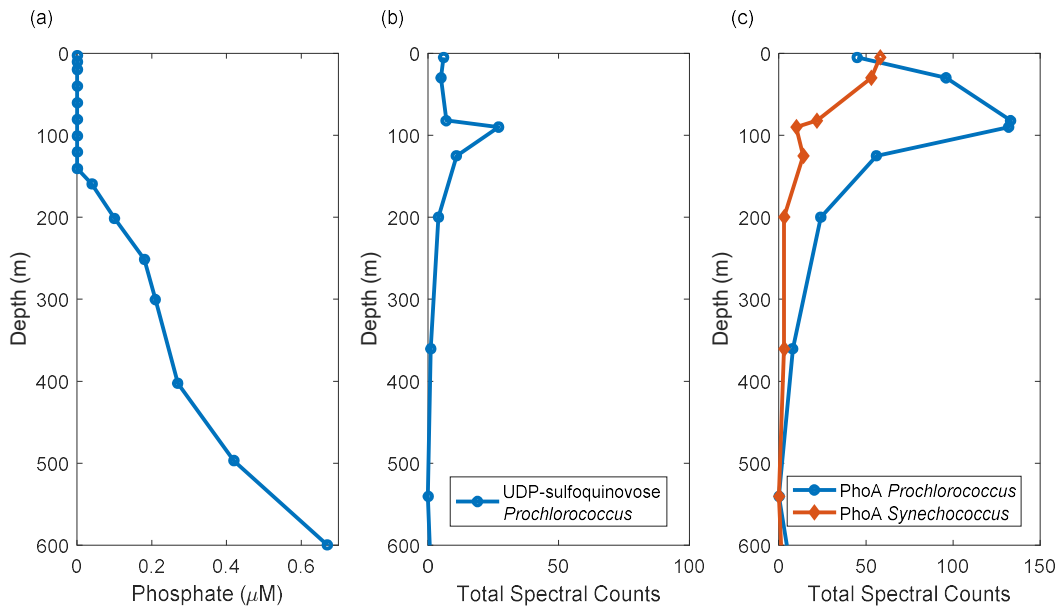 (a)
(b)
(c)
0
100
200
300
400
500
600
Depth (m)
0
0.2
0.4
0.6
Phosphate (μM)
0
100
200
300
400
500
600
Depth (m)
0
100
Total Spectral Counts
UDP-sulfoquinovose
Prochlorococcus
0
100
200
300
400
500
600
Depth (m)
0
50
100
150
Total Spectral Counts
PhoA Prochlorococcus
PhoA Synechococcus